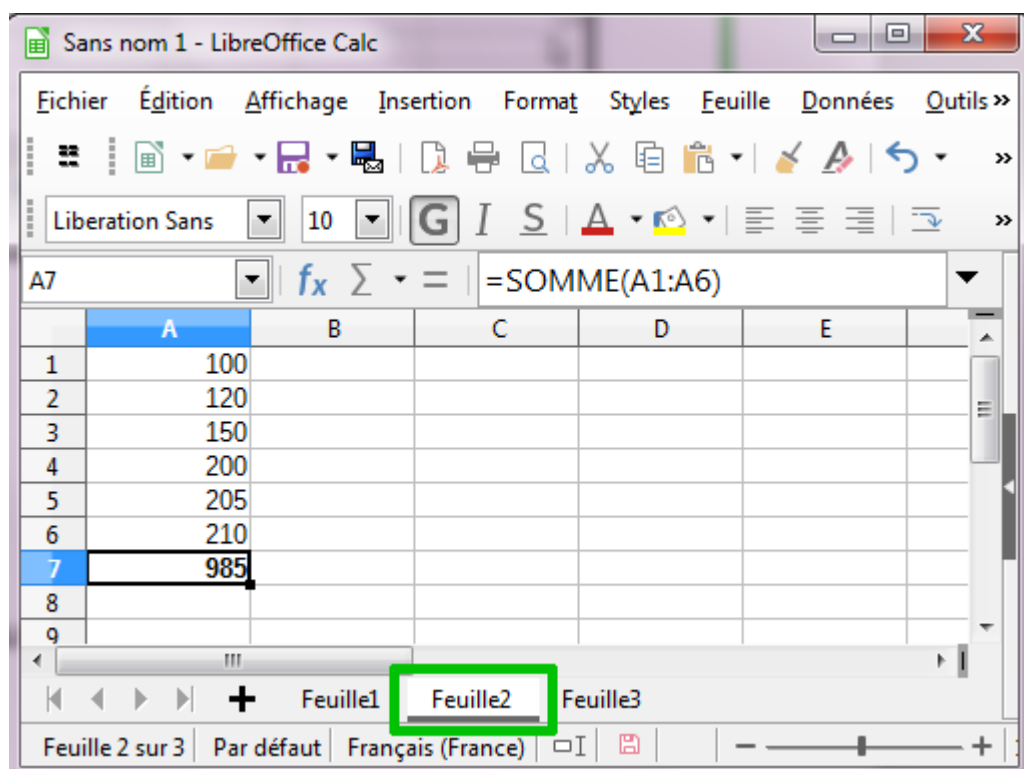 Sans nom 1 - LibreOffice Calc
Fichier Édition Affichage Insertion Format Styles Feuille Données Outils »
»
Liberation Sans 10 G I S A »
A7 fx Σ = =SOMME(A1:A6)
A B C D E
1 100
2 120
3 150
4 200
5 205
6 210
7 985
8
9
Feuille1 Feuille2 Feuille3
Feuille 2 sur 3 Par défaut Français (France)